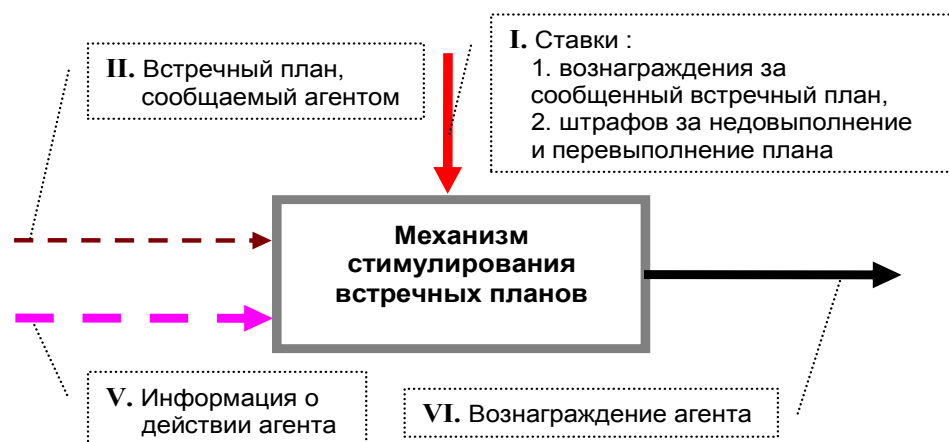 II. Встречный план,
сообщаемый агентом
I. Ставки :
1. вознаграждения за
сообщенный встречный план,
2. штрафов за недовыполнение
и перевыполнение плана
Механизм
стимулирования
встречных планов
V. Информация о
действии агента
VI. Вознаграждение агента